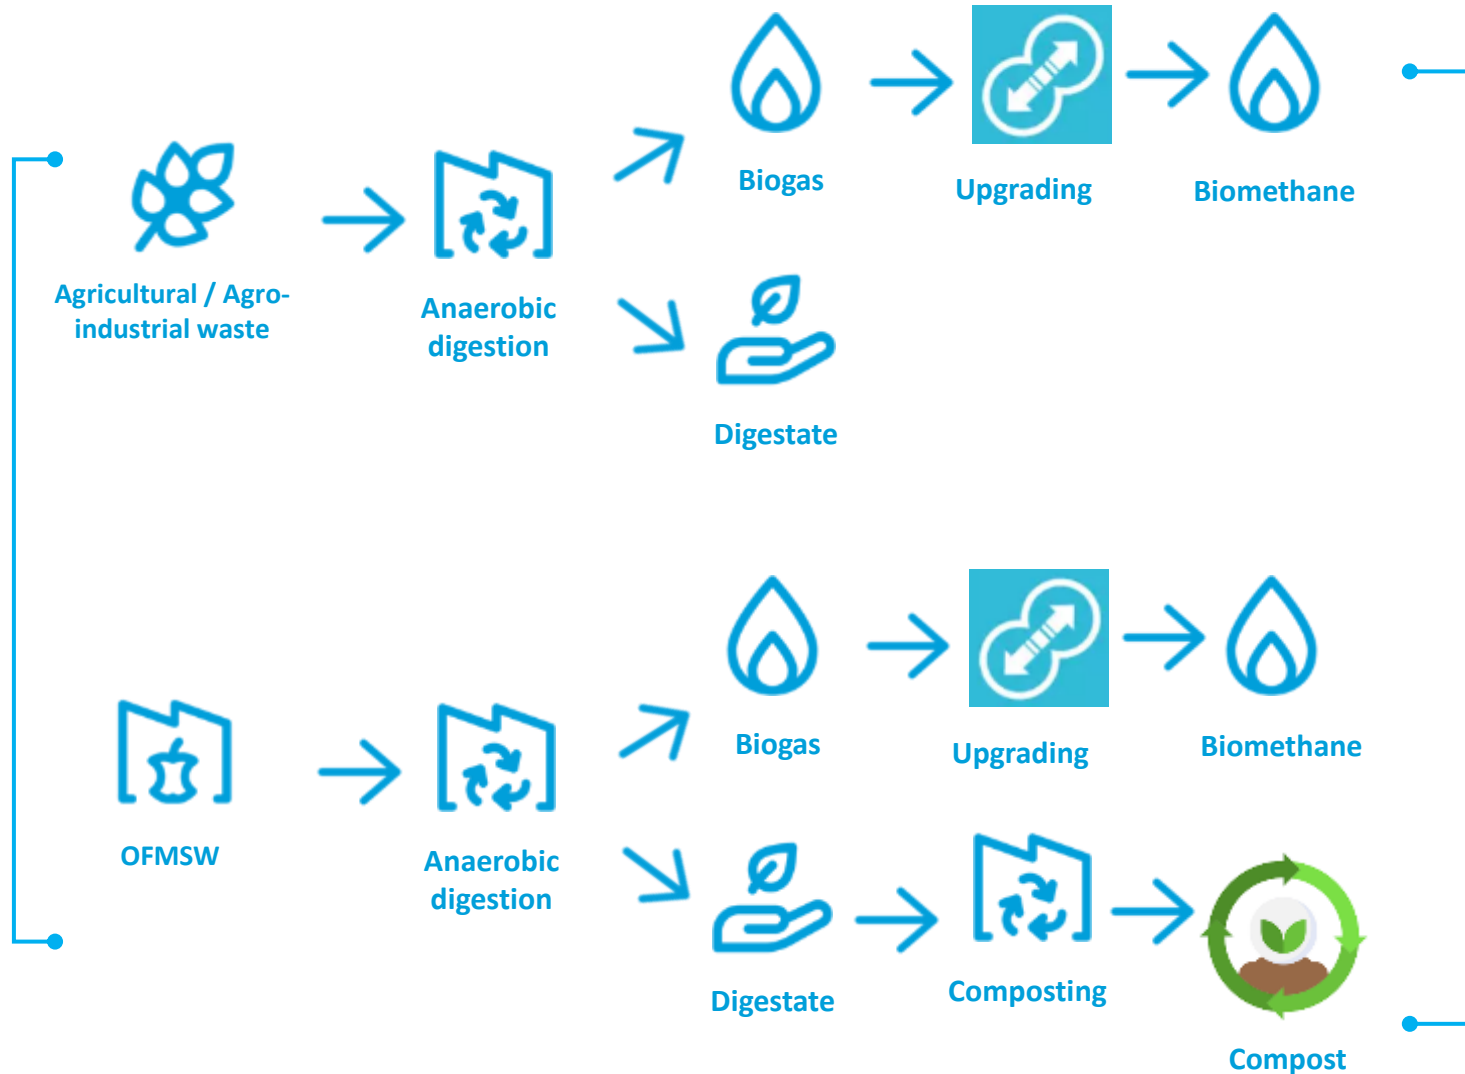 Biogas
Upgrading
Biomethane
Agricultural / Agro-
industrial waste
Anaerobic
digestion
Digestate
Biogas
Upgrading
Biomethane
OFMSW
Anaerobic
digestion
Digestate
Composting
Compost